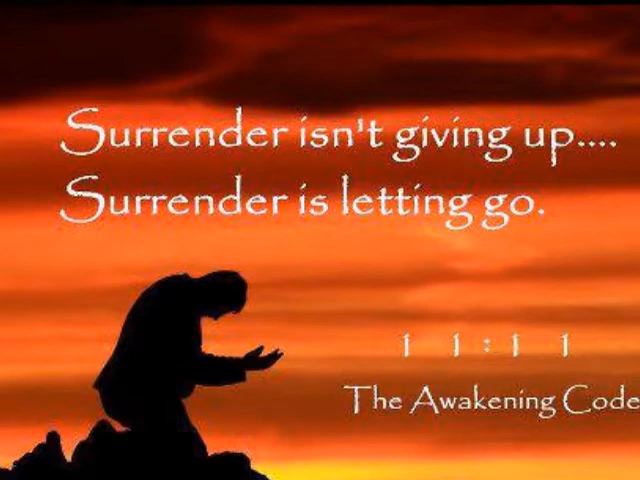 Surrender isn't giving up....
Surrender is letting go.
1 1:1 1
The Awakening Code